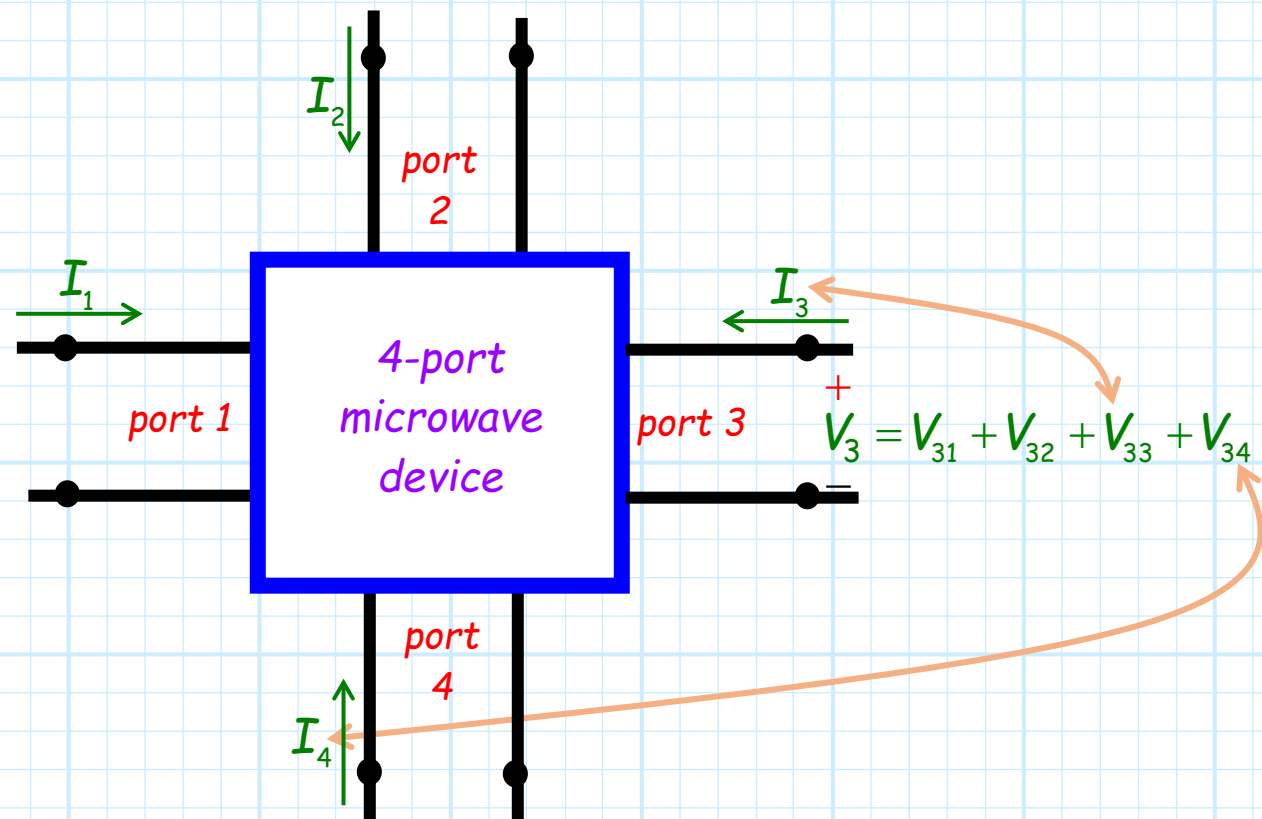 I₂
port
2
I₁
I₃
4-port
microwave
device
port 1
port 3
+
V₃ = V₃₁ + V₃₂ + V₃₃ + V₃₄
−
port
4
I₄